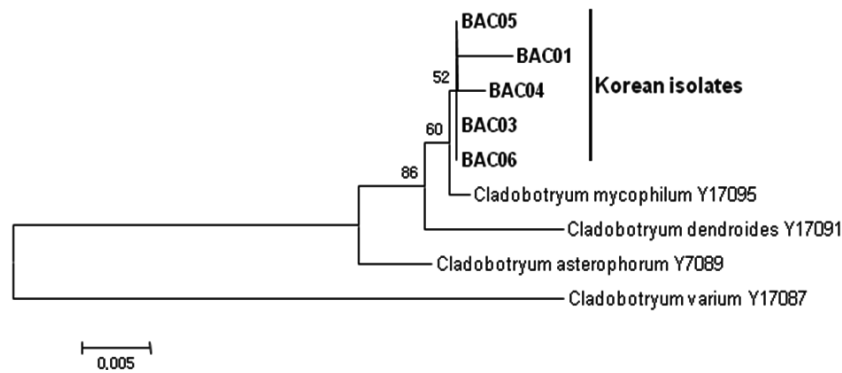 BAC05
BAC01
52
BAC04
Korean isolates
60
BAC03
BAC06
86
Cladobotryum mycophilum Y17095
Cladobotryum dendroides Y17091
Cladobotryum asterophorum Y7089
Cladobotryum varium Y17087
0.005